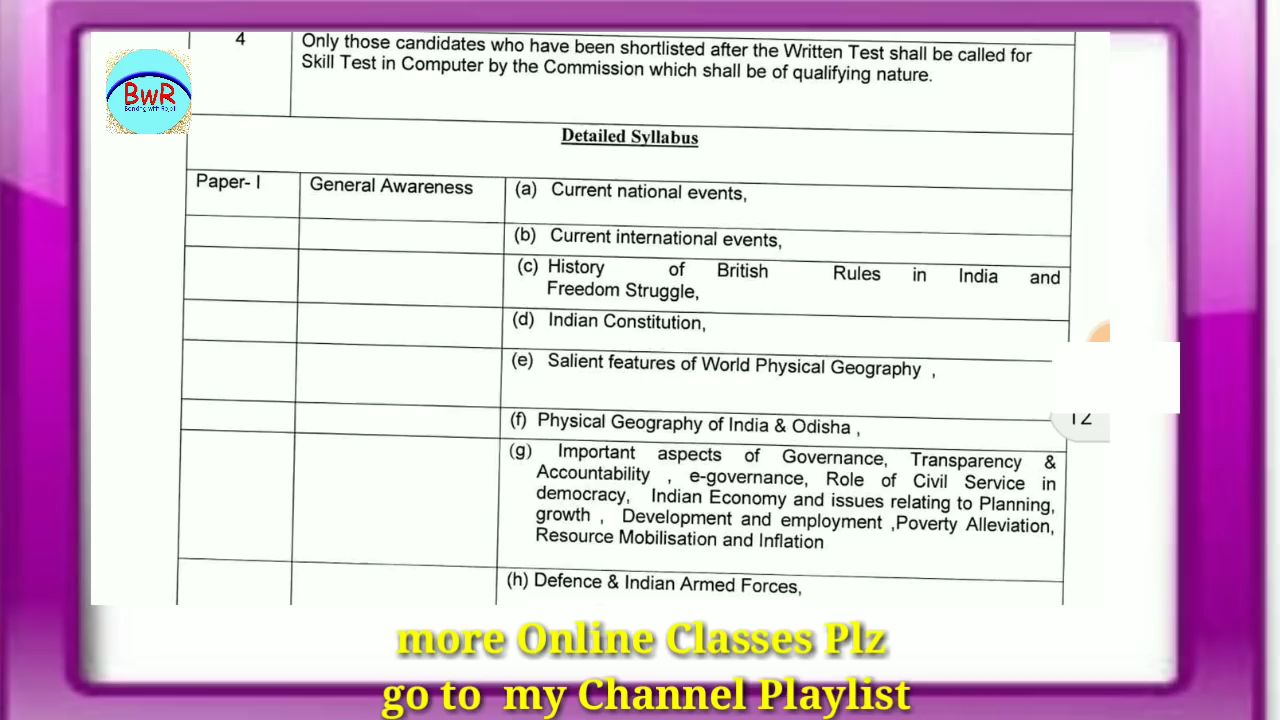 4
Only those candidates who have been shortlisted after the Written Test shall be called for
Skill Test in Computer by the Commission which shall be of qualifying nature.
BwR
Detailed Syllabus
Paper- I General Awareness (a) Current national events,
(b) Current international events,
(c) History of British Rules in India and
Freedom Struggle,
(d) Indian Constitution,
(e) Salient features of World Physical Geography ,
(f) Physical Geography of India & Odisha ,
12
(g) Important aspects of Governance, Transparency &
Accountability , e-governance, Role of Civil Service in
democracy, Indian Economy and issues relating to Planning,
growth , Development and employment ,Poverty Alleviation,
Resource Mobilisation and Inflation
(h) Defence & Indian Armed Forces,
more Online Classes Plz
go to my Channel Playlist